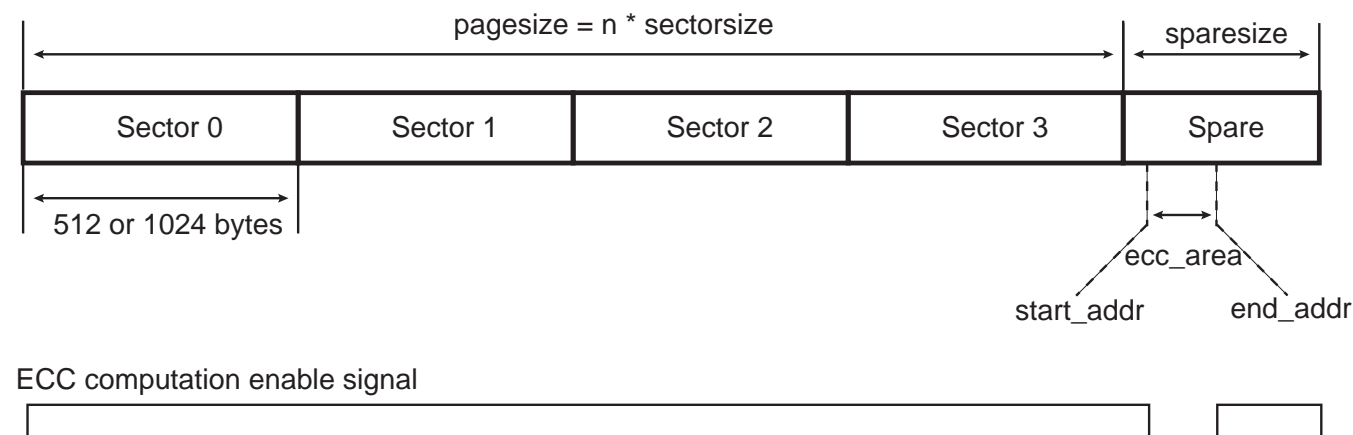 pagesize = n * sectorsize
sparesize
Sector 0
Sector 1
Sector 2
Sector 3
Spare
512 or 1024 bytes
ecc_area
start_addr
end_addr
ECC computation enable signal